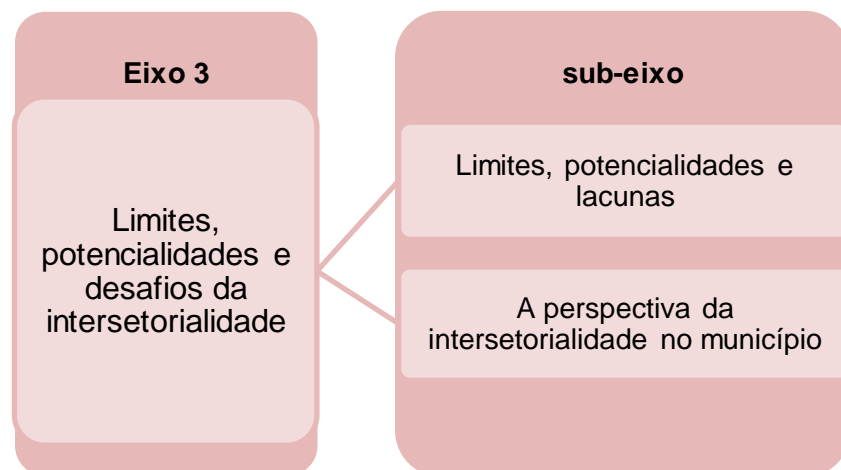 Eixo 3
Limites,
potencialidades e
desafios da
intersetorialidade
sub-eixo
Limites, potencialidades e
lacunas
A perspectiva da
intersetorialidade no município